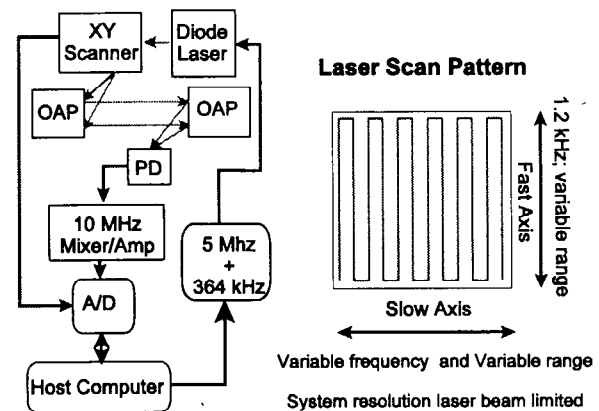 XY
Scanner
Diode
Laser
OAP
OAP
PD
10 MHz
Mixer/Amp
5 Mhz
+
364 kHz
A/D
Host Computer
Laser Scan Pattern
1.2 kHz; variable range
Fast Axis
Slow Axis
Variable frequency and Variable range
System resolution laser beam limited